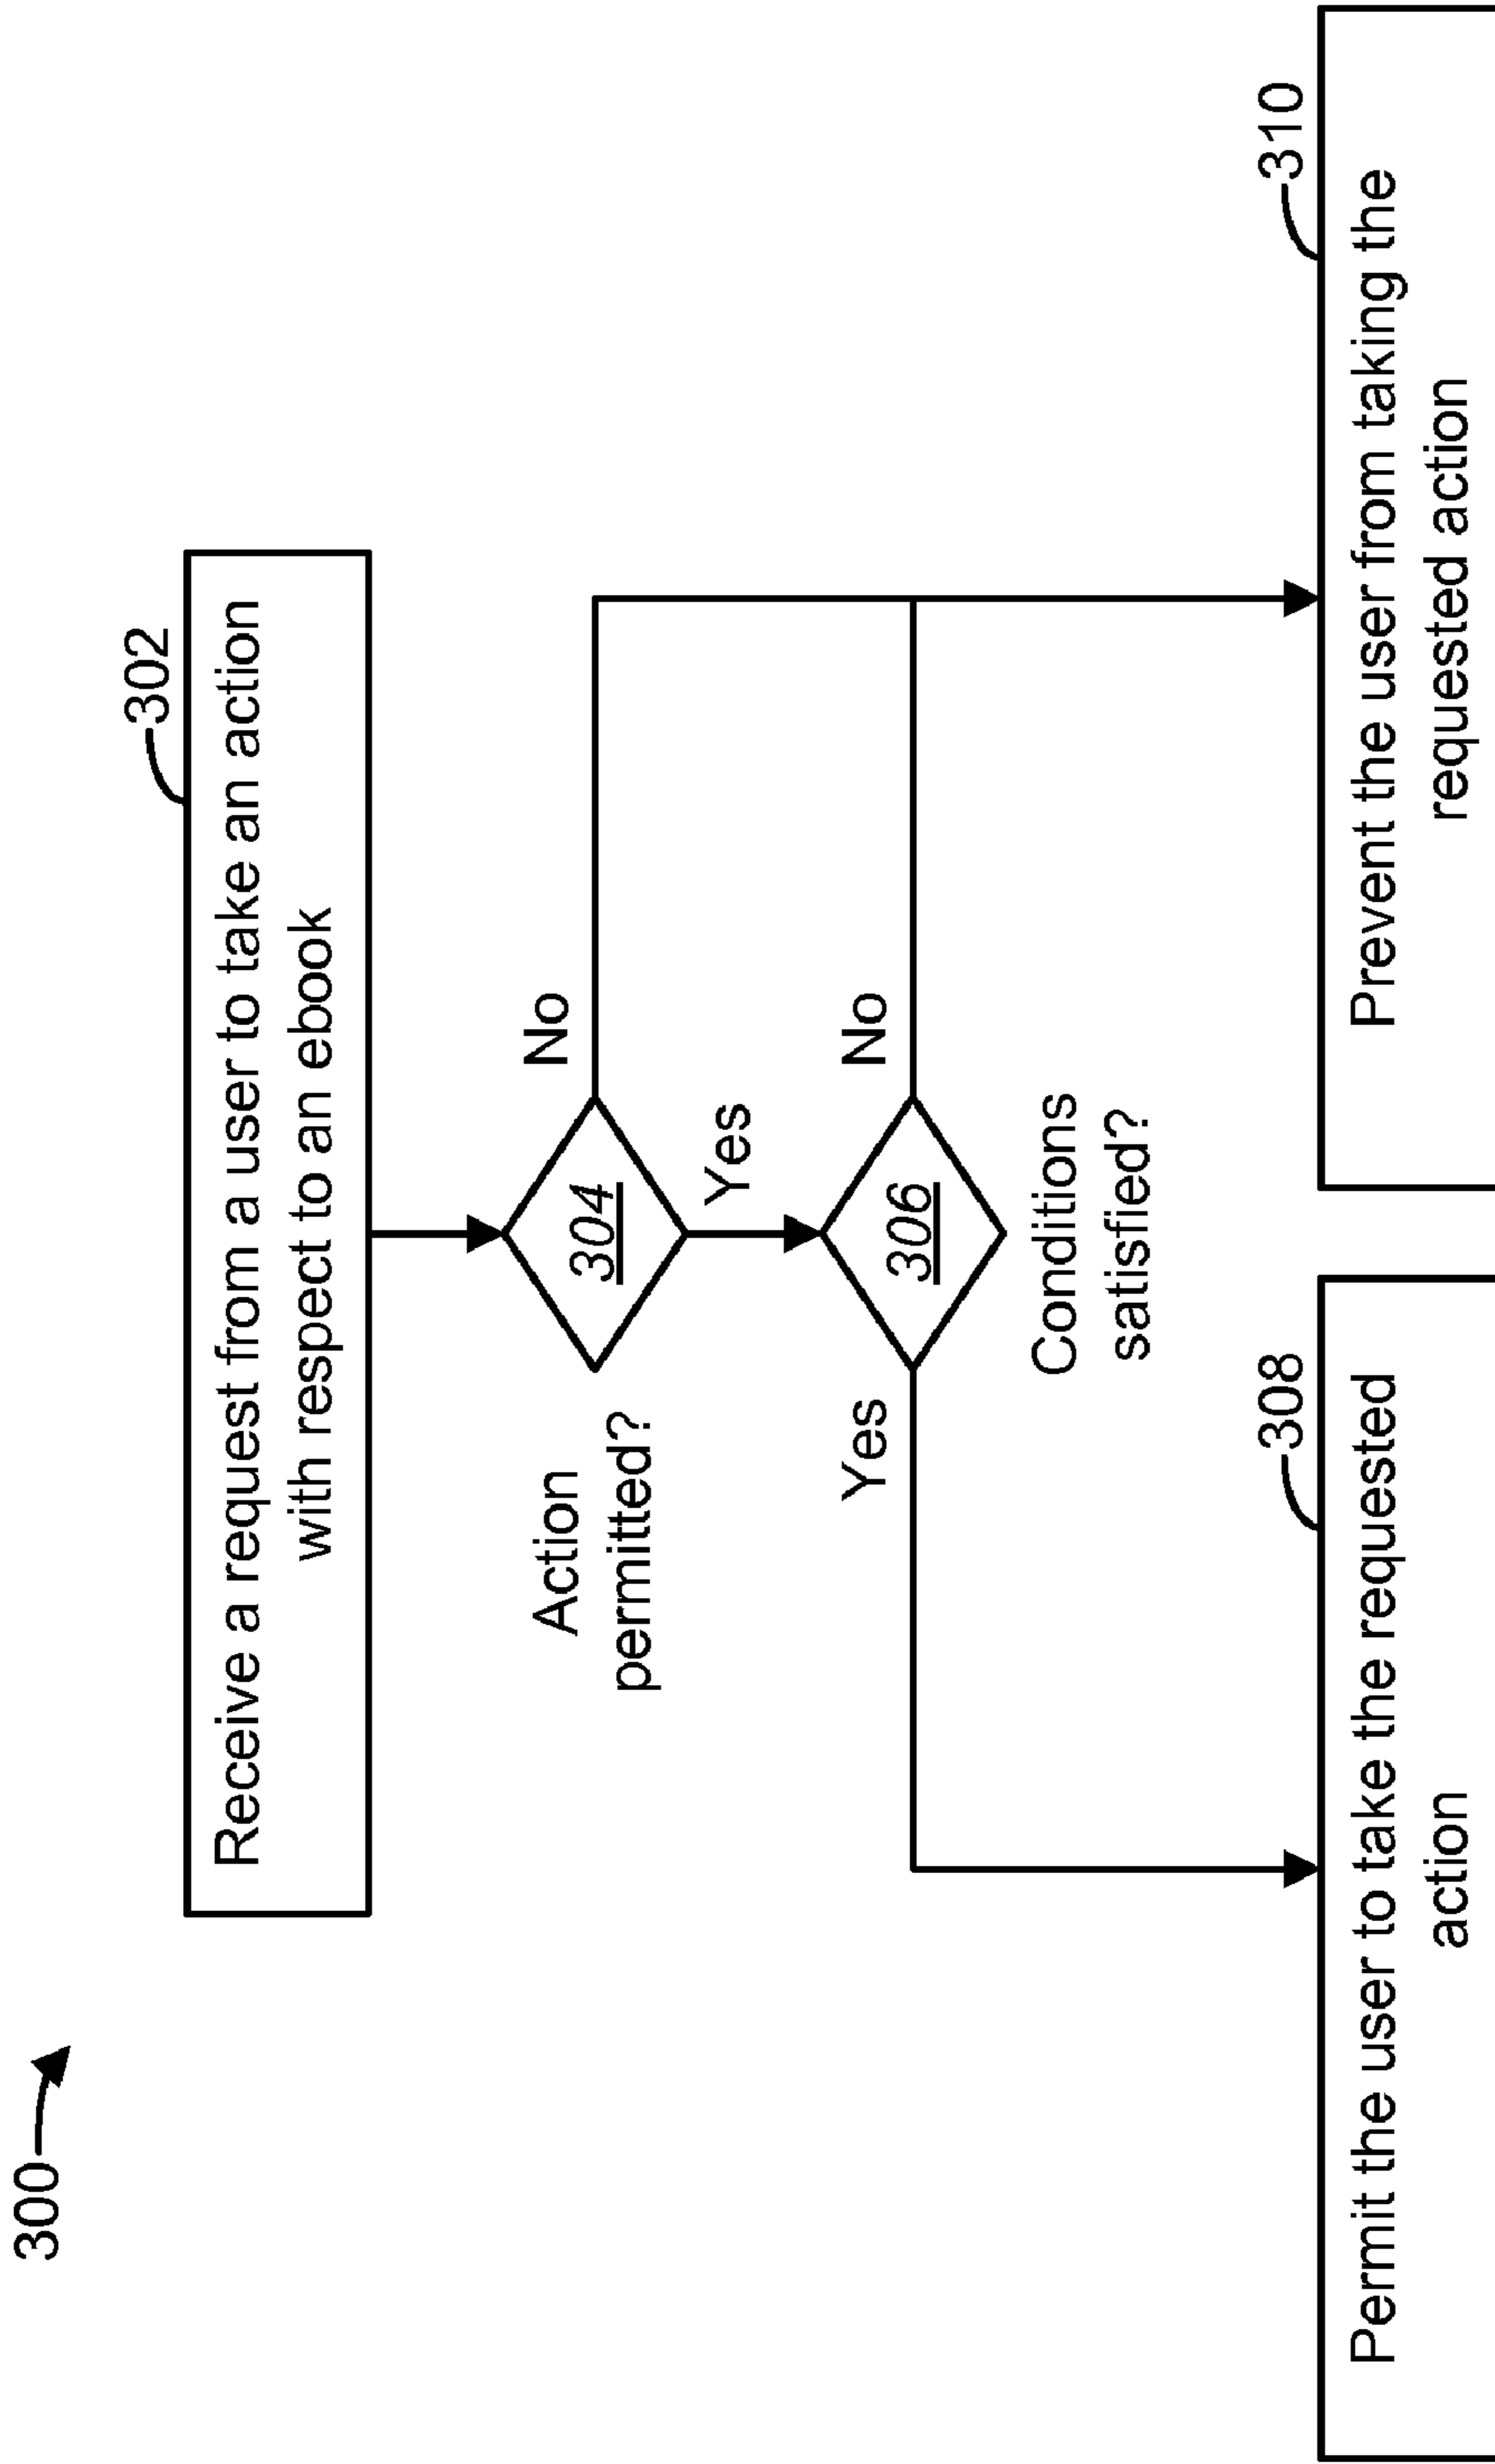 300
302
Receive a request from a user to take an action
with respect to an ebook
Action
permitted?
304
No
Yes
306
No
Yes
Conditions
satisfied?
308
Permit the user to take the requested
action
310
Prevent the user from taking the
requested action